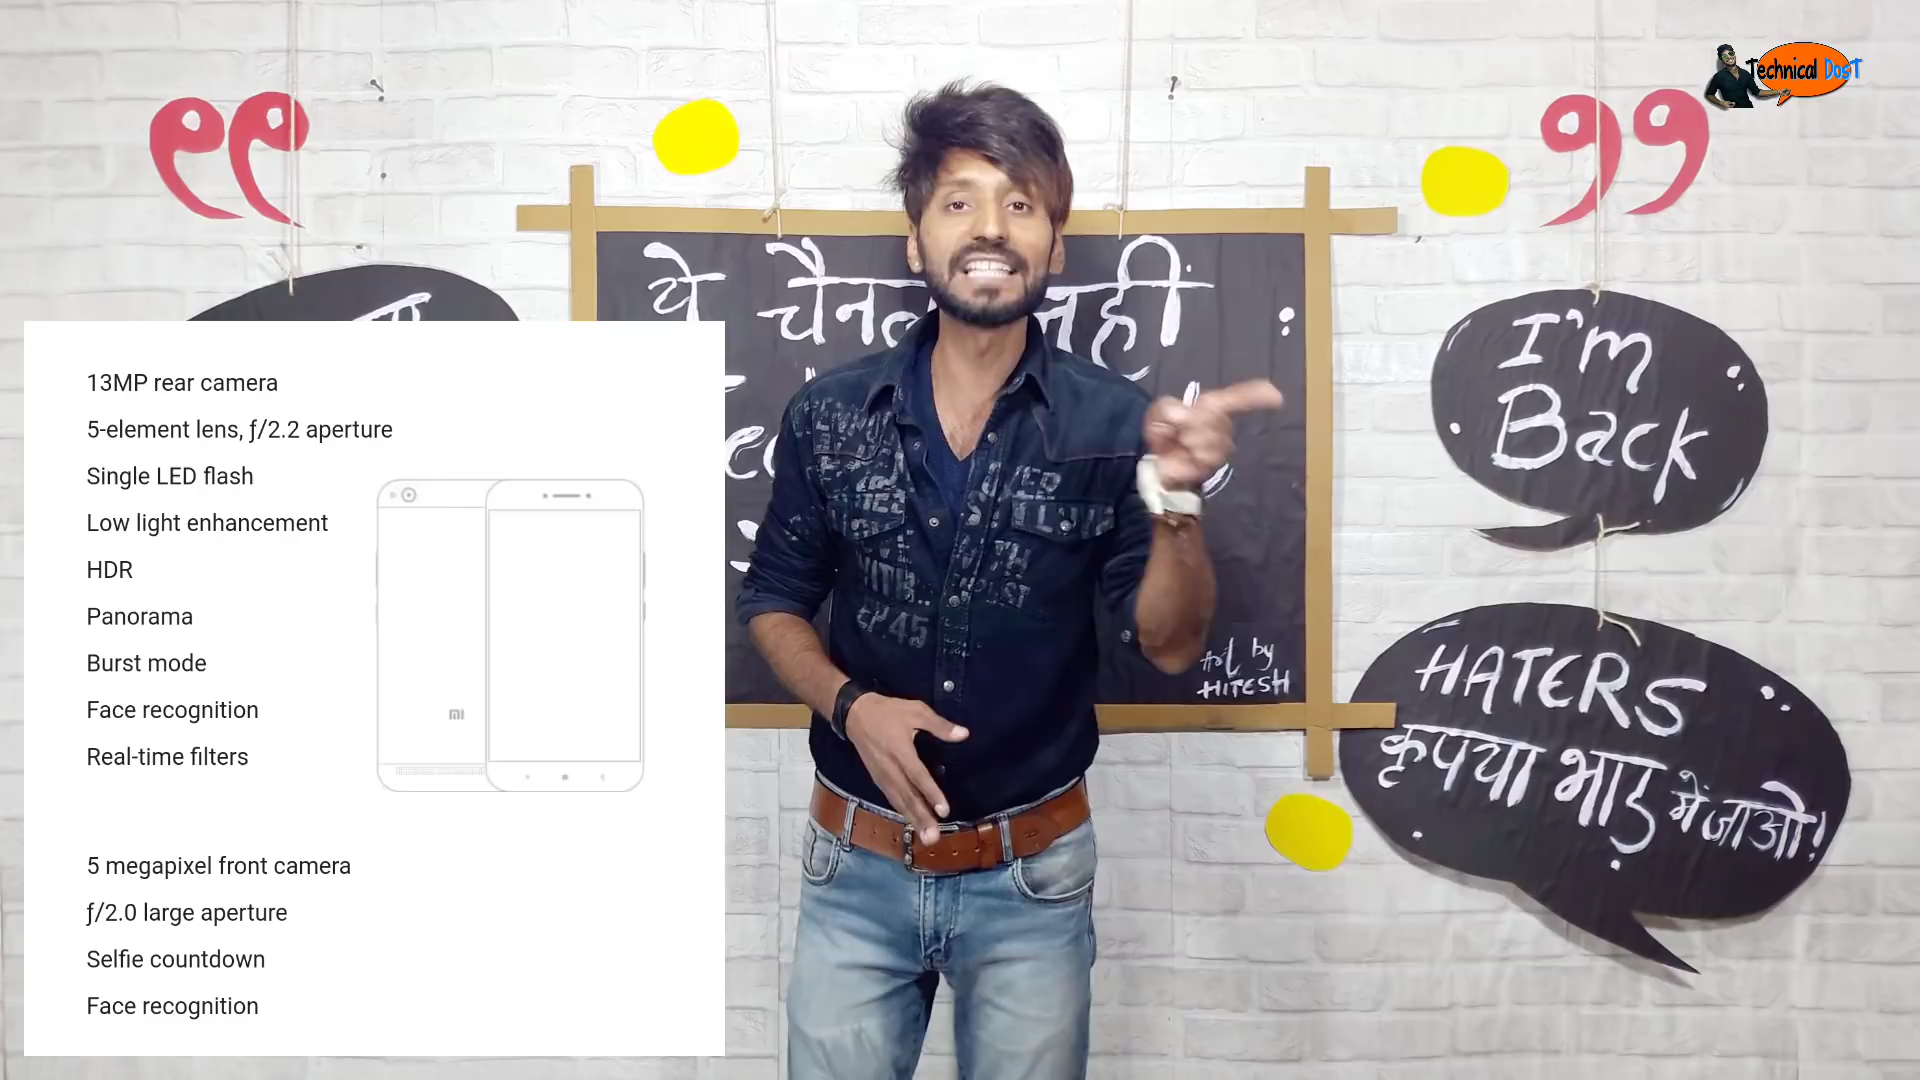 Technical DosT
ये चैनल नहीं
I'm
Back
13MP rear camera
5-element lens, ƒ/2.2 aperture
Single LED flash
Low light enhancement
HDR
Panorama
Burst mode
Face recognition
Real-time filters
MI
5 megapixel front camera
ƒ/2.0 large aperture
Selfie countdown
Face recognition
Art by
HITESH
HATERS
कृपया भाड़
में जाओ!